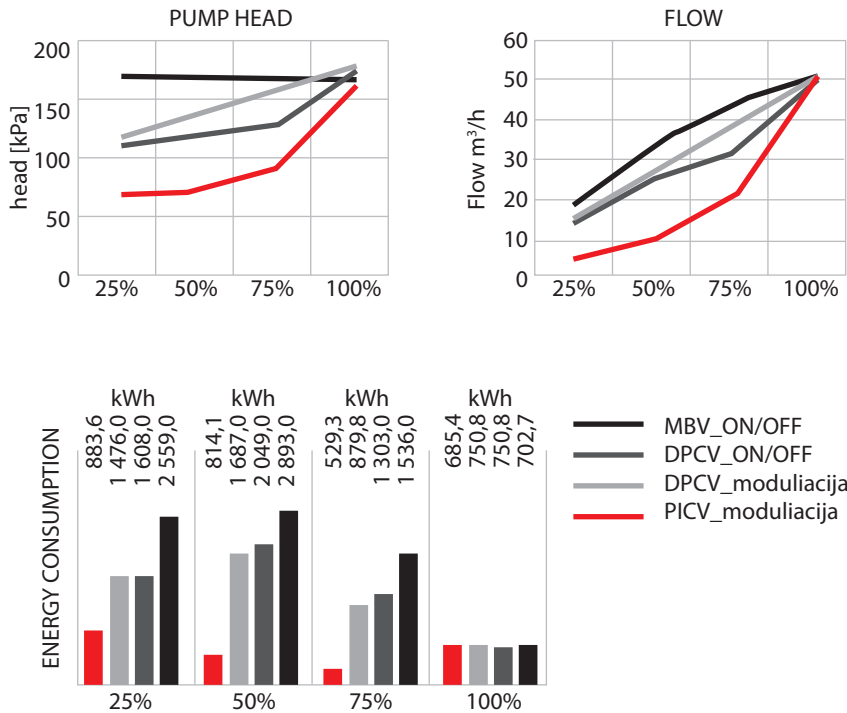 PUMP HEAD
head [kPa]
200
150
100
50
0
25% 50% 75% 100%
FLOW
Flow m³/h
60
50
40
30
20
10
0
25% 50% 75% 100%
ENERGY CONSUMPTION
kWh
883,6
1 476,0
1 608,0
2 559,0
25%
kWh
814,1
1 687,0
2 049,0
2 893,0
50%
kWh
529,3
879,8
1 303,0
1 536,0
75%
kWh
685,4
750,8
750,8
702,7
100%
MBV_ON/OFF
DPCV_ON/OFF
DPCV_moduliacija
PICV_moduliacija